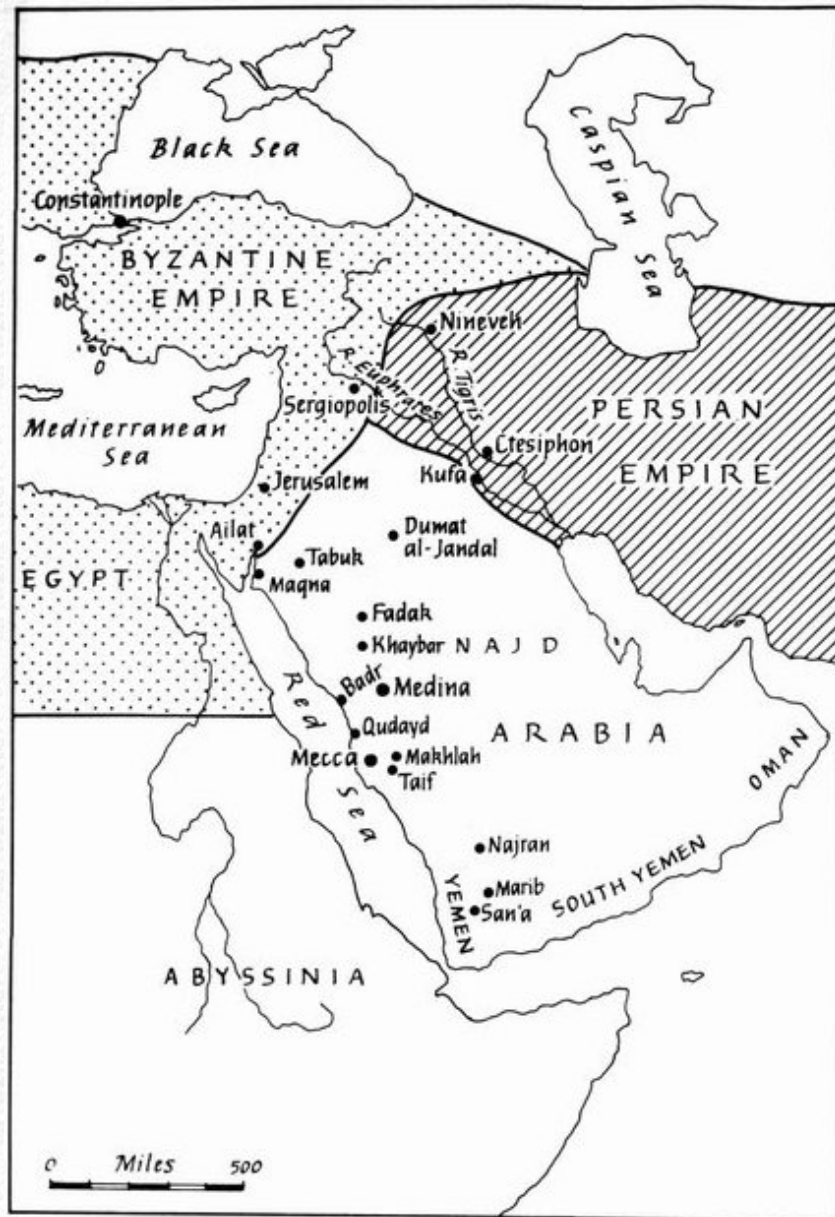 Black Sea
Caspian Sea
Constantinople
BYZANTINE
EMPIRE
Nineveh
R. Euphrates
R. Tigris
Sergiopolis
PERSIAN
EMPIRE
Mediterranean
Sea
Ctesiphon
Kufa
Jerusalem
Ailat
Dumat
al-Jandal
Tabuk
EGYPT
Maqna
Fadak
Khaybar
NAJD
Badr
Medina
Red Sea
Qudayd
ARABIA
Mecca
Makhlah
Taif
OMAN
Najran
YEMEN
Marib
San'a
SOUTH YEMEN
ABYSSINIA
0 Miles 500